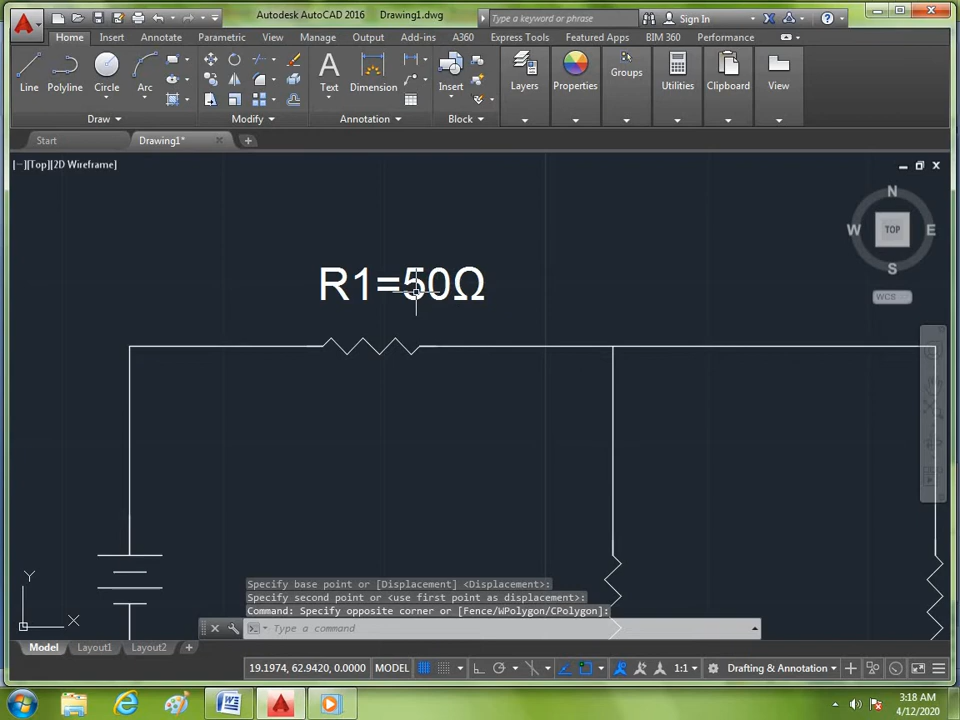 Autodesk AutoCAD 2016 Drawing1.dwg
Type a keyword or phrase
Sign In
Home Insert Annotate Parametric View Manage Output Add-ins A360 Express Tools Featured Apps BIM 360 Performance
Line Polyline Circle Arc
Text Dimension
Insert
Layers Properties Groups Utilities Clipboard View
Draw Modify Annotation Block
Start Drawing1*
[−][Top][2D Wireframe]
N
W TOP E
S
WCS
R1=50Ω
Y
X
Specify base point or [Displacement] <Displacement>:
Specify second point or <use first point as displacement>:
Command: Specify opposite corner or [Fence/WPolygon/CPolygon]:
Type a command
Model Layout1 Layout2
19.1974, 62.9420, 0.0000 MODEL 1:1 Drafting & Annotation
3:18 AM
4/12/2020